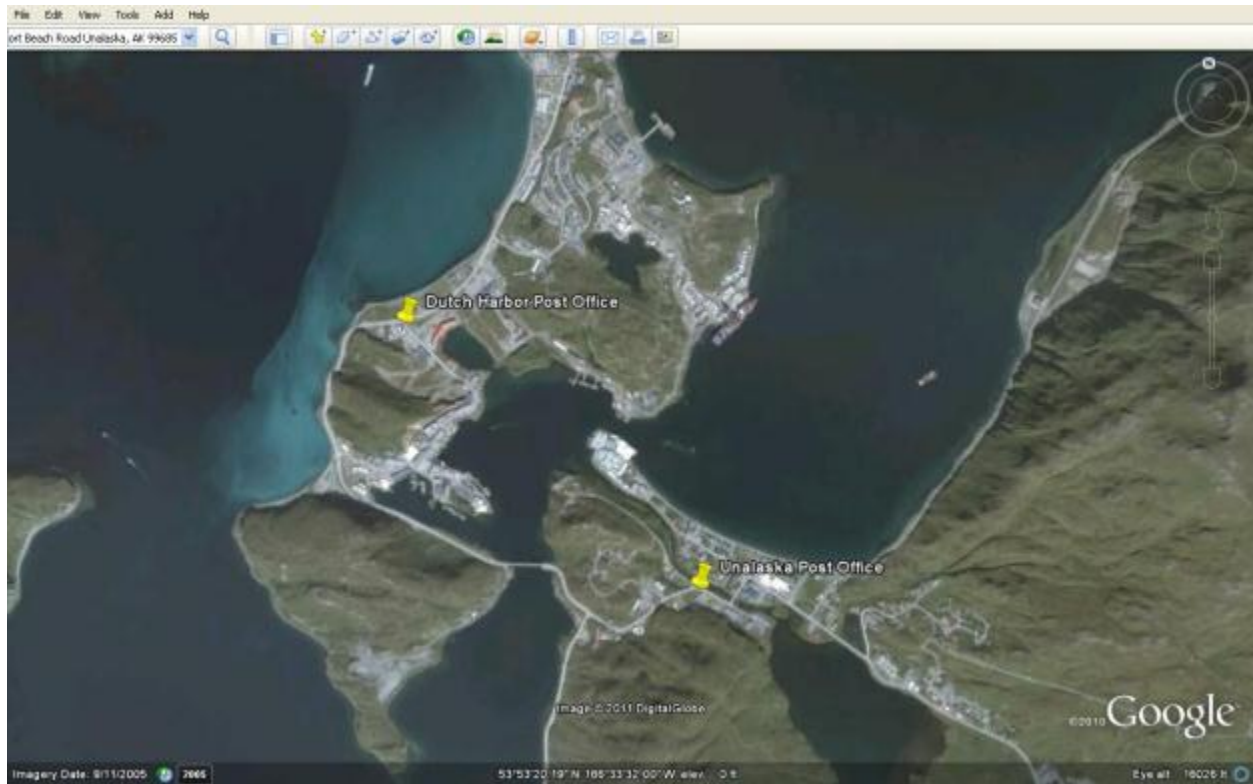 File Edit View Tools Add Help
ort Beach Road Unalaska, AK 99685
N
Dutch Harbor Post Office
Unalaska Post Office
Image © 2011 DigitalGlobe
©2010 Google
Imagery Date: 9/11/2005 2005 53°53'20.19" N 166°33'32.00" W elev 0 ft Eye alt 16026 ft